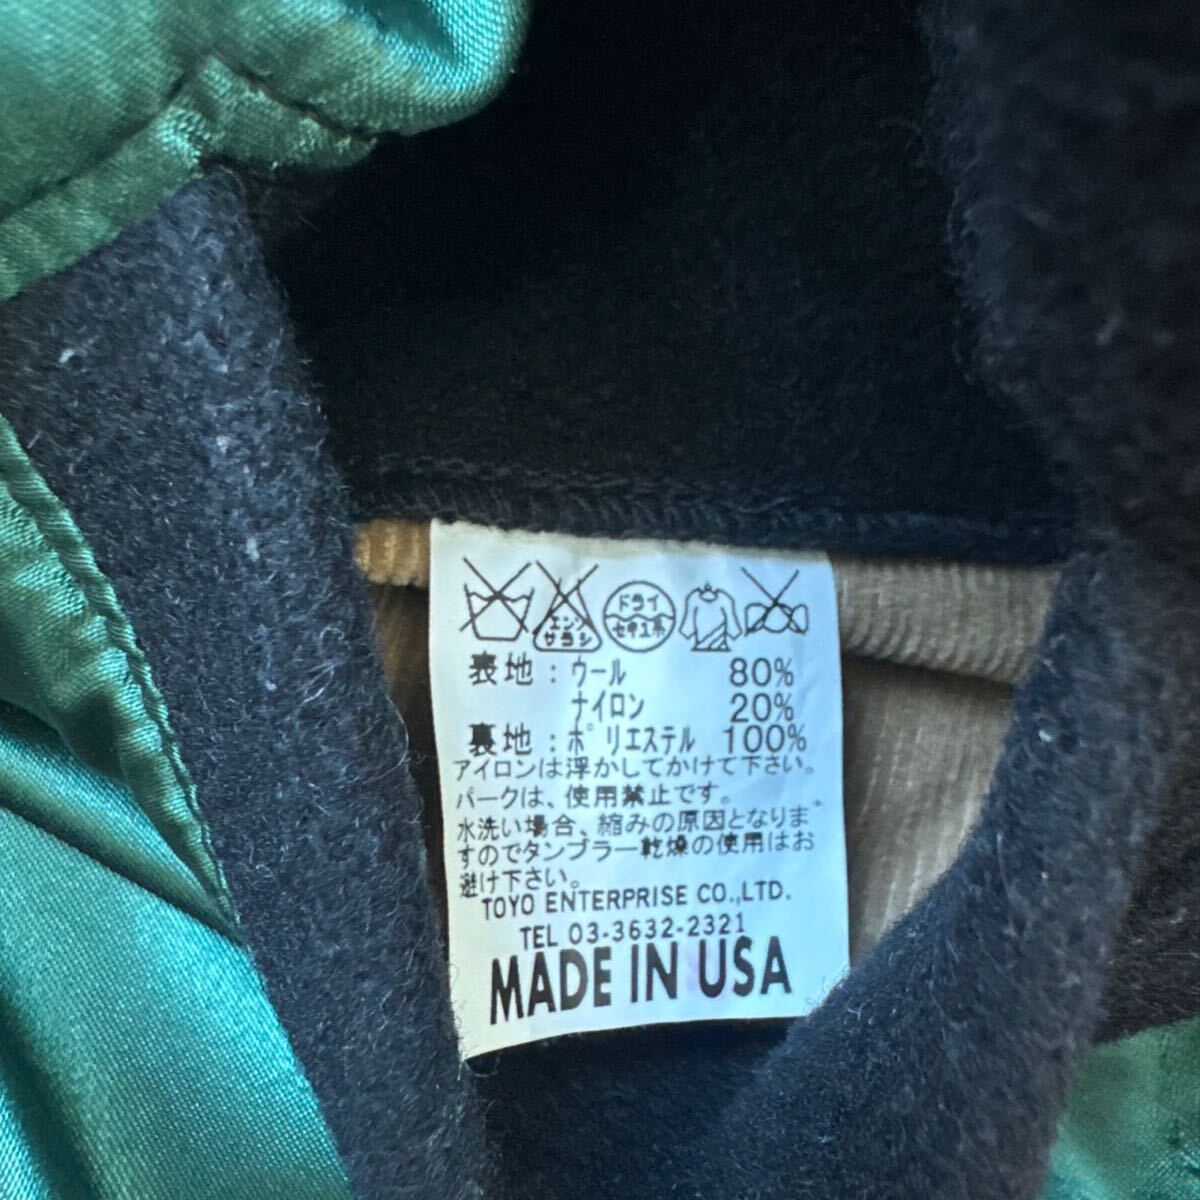 エンソ サラシ ドライ セキユ系
表地：ウール 80%
ナイロン 20%
裏地：ポリエステル 100%
アイロンは浮かしてかけて下さい。
パークは、使用禁止です。
水洗い場合、縮みの原因となりま
すのでタンブラー乾燥の使用はお
避け下さい。
TOYO ENTERPRISE CO.,LTD.
TEL 03-3632-2321
MADE IN USA